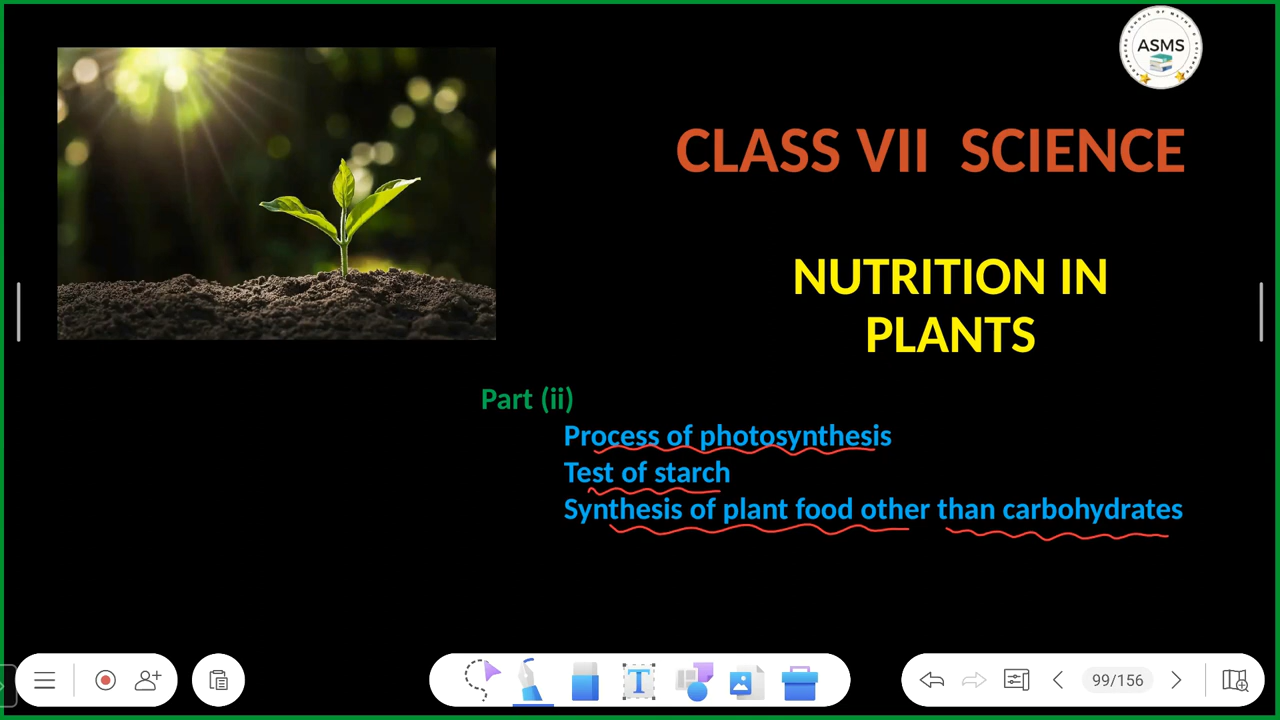 ASMS
CLASS VII SCIENCE
NUTRITION IN
PLANTS
Part (ii)
Process of photosynthesis
Test of starch
Synthesis of plant food other than carbohydrates
99/156